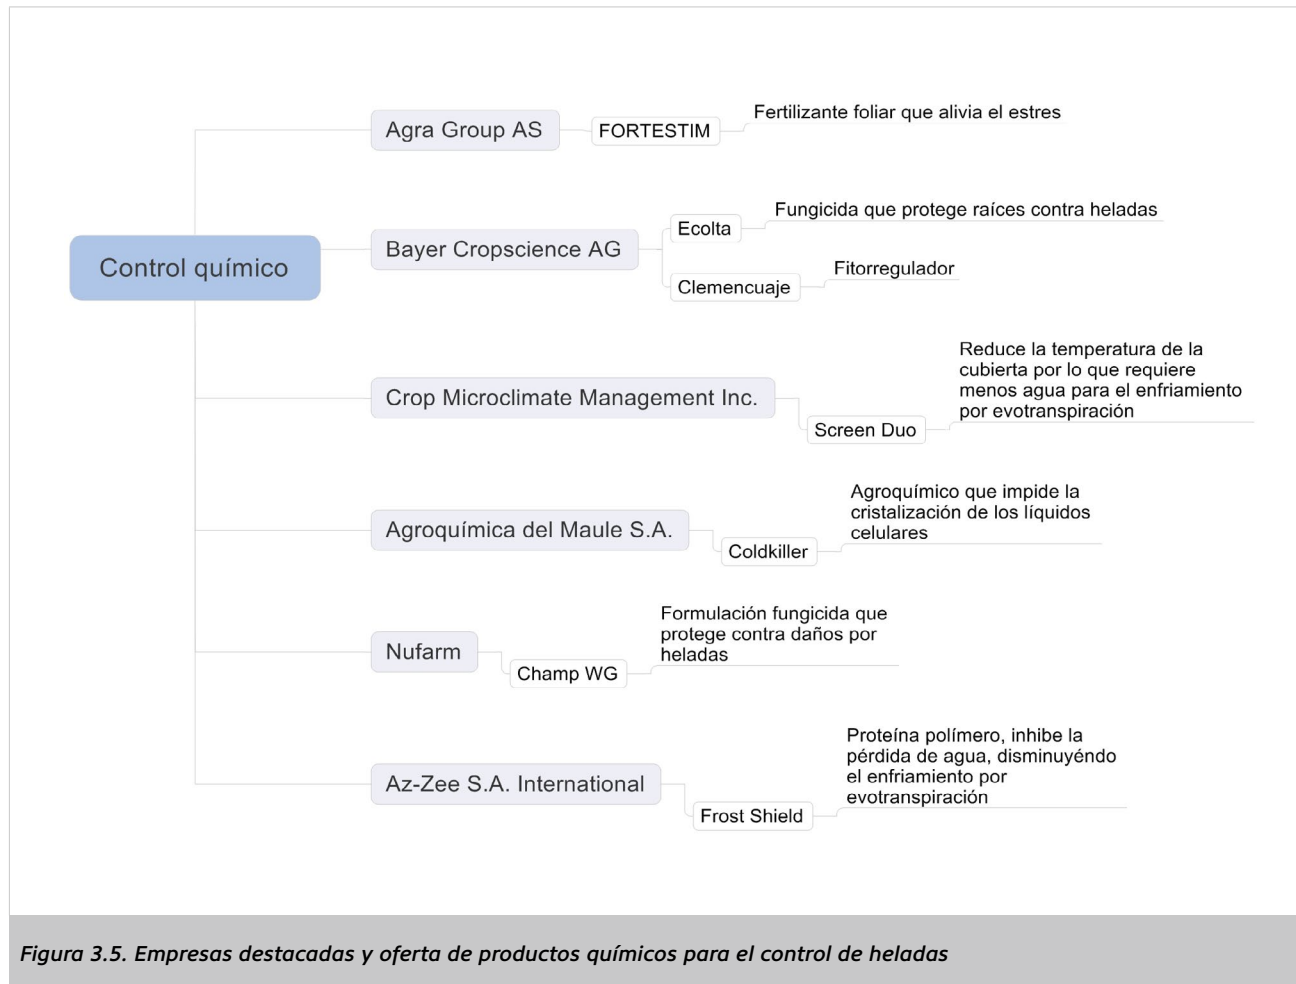 Control químico
Agra Group AS
FORTESTIM
Fertilizante foliar que alivia el estres
Bayer Cropscience AG
Ecolta
Fungicida que protege raíces contra heladas
Clemencuaje
Fitorregulador
Crop Microclimate Management Inc.
Screen Duo
Reduce la temperatura de la
cubierta por lo que requiere
menos agua para el enfriamiento
por evotranspiración
Agroquímica del Maule S.A.
Coldkiller
Agroquímico que impide la
cristalización de los líquidos
celulares
Nufarm
Champ WG
Formulación fungicida que
protege contra daños por
heladas
Az-Zee S.A. International
Frost Shield
Proteína polímero, inhibe la
pérdida de agua, disminuyéndo
el enfriamiento por
evotranspiración
Figura 3.5. Empresas destacadas y oferta de productos químicos para el control de heladas